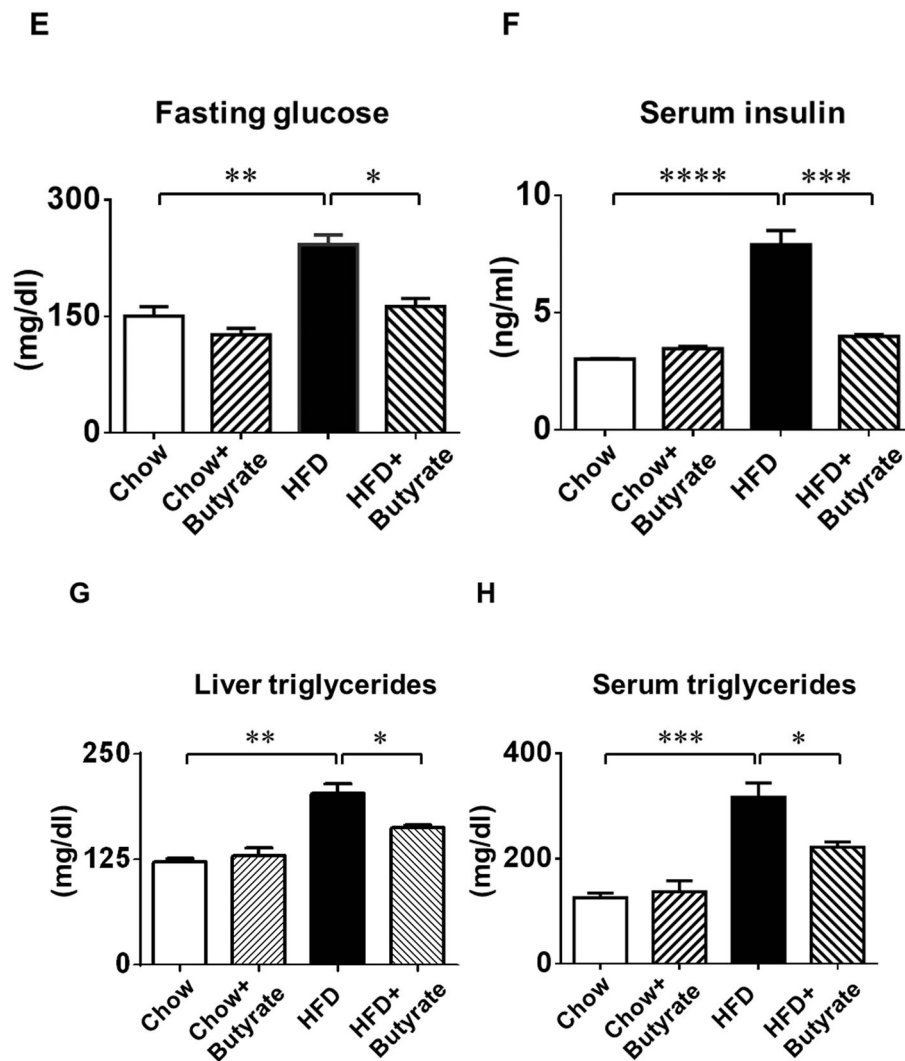 E
Fasting glucose
** *
300
150
0
(mg/dl)
Chow
Chow+
Butyrate
HFD
HFD+
Butyrate
F
Serum insulin
**** ***
10
5
0
(ng/ml)
Chow
Chow+
Butyrate
HFD
HFD+
Butyrate
G
Liver triglycerides
** *
250
125
0
(mg/dl)
Chow
Chow+
Butyrate
HFD
HFD+
Butyrate
H
Serum triglycerides
*** *
400
200
0
(mg/dl)
Chow
Chow+
Butyrate
HFD
HFD+
Butyrate